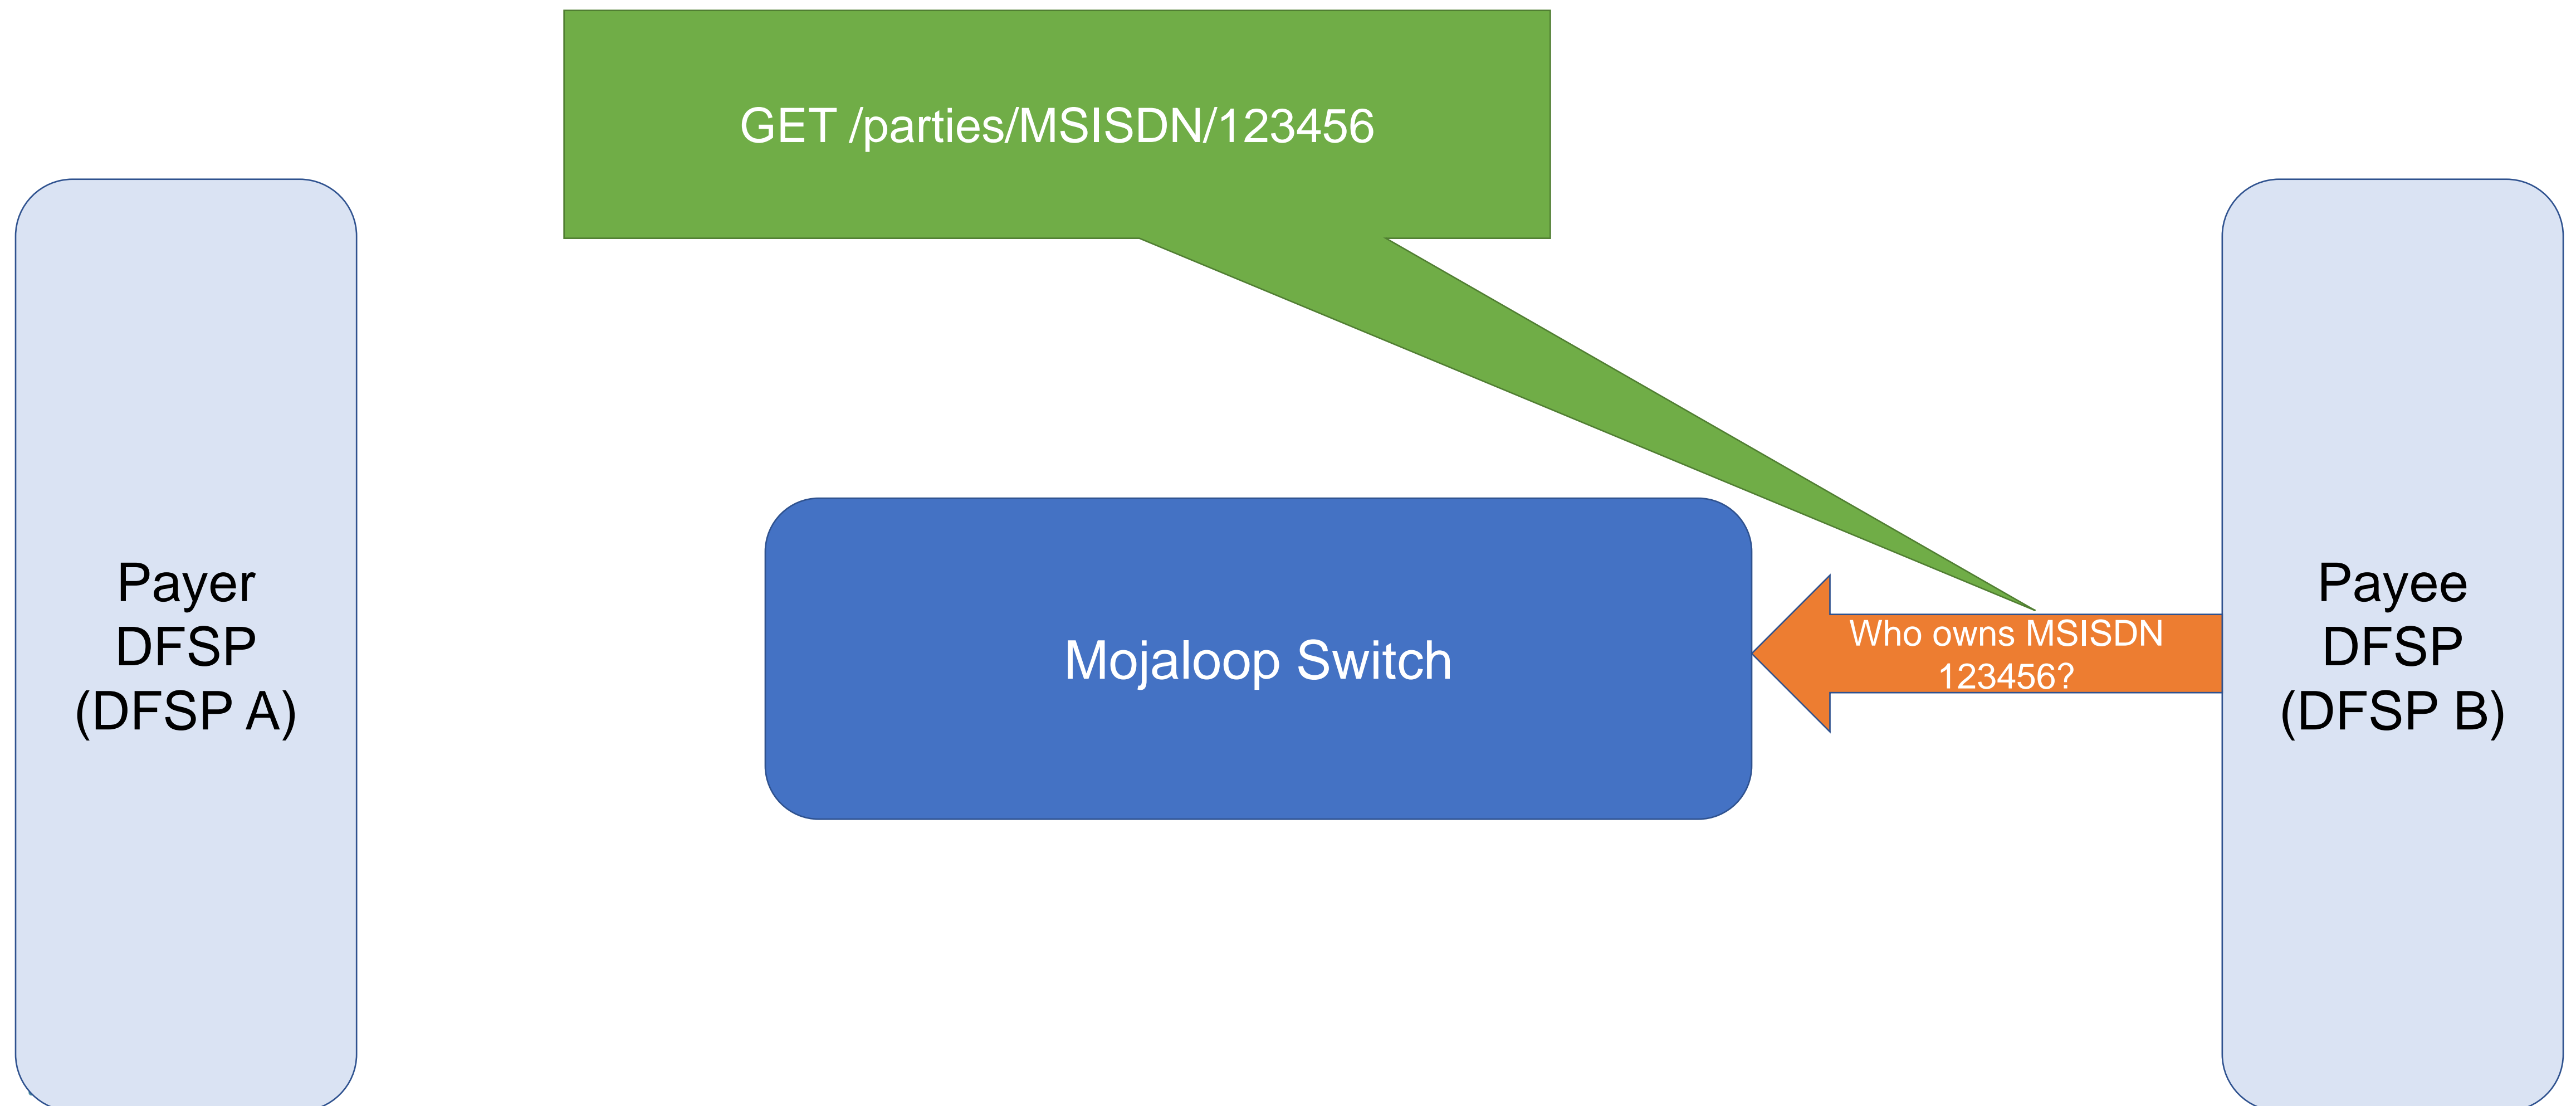 GET /parties/MSISDN/123456
Payer
DFSP
(DFSP A)
Mojaloop Switch
Who owns MSISDN
123456?
Payee
DFSP
(DFSP B)